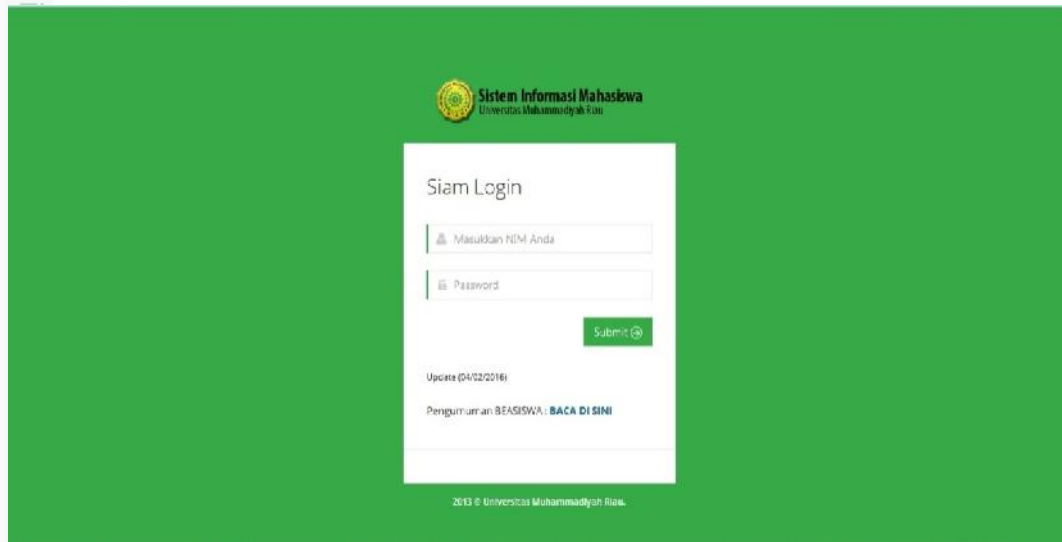 Sistem Informasi Mahasiswa
Universitas Muhammadiyah Riau
Siam Login
Masukkan NIM Anda
Password
Submit
Update (04/02/2016)
Pengumuman BEASISWA : BACA DI SINI
2013 © Universitas Muhammadiyah Riau.